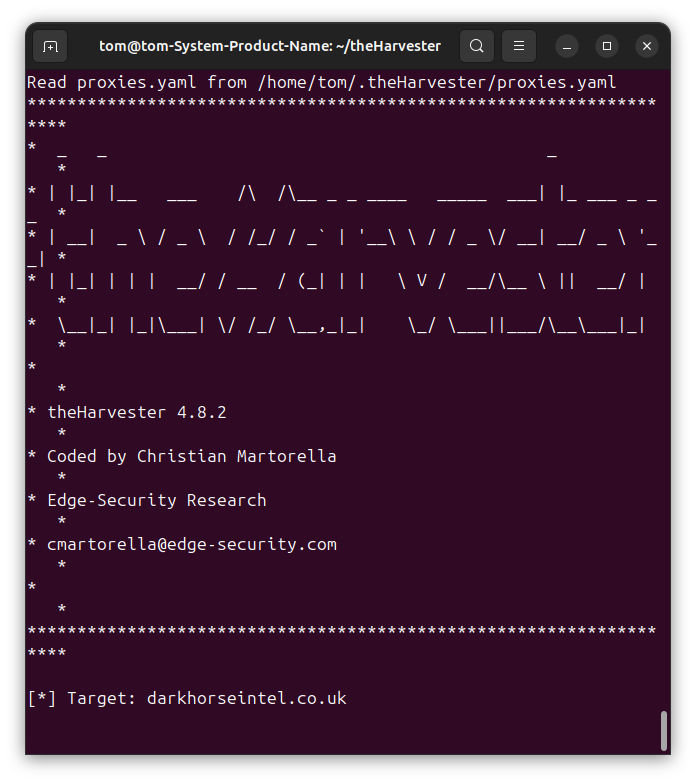 tom@tom-System-Product-Name: ~/theHarvester
Read proxies.yaml from /home/tom/.theHarvester/proxies.yaml
***************************************************************
****
*  _   _                                            _
   *
* | |_| |__   ___    /\  /\__ _ _ ____   _____  ___| |_ ___ _ _
_  *
* | __|  _ \ / _ \  / /_/ / _` | '__\ \ / / _ \/ __| __/ _ \ '_
_| *
* | |_| | | |  __/ / __  / (_| | |   \ V /  __/\__ \ ||  __/ |
   *
*  \__|_| |_|\___| \/ /_/ \__,_|_|    \_/ \___||___/\__\___|_|
   *
*
   *
* theHarvester 4.8.2
   *
* Coded by Christian Martorella
   *
* Edge-Security Research
   *
* cmartorella@edge-security.com
   *
*
   *
***************************************************************
****
[*] Target: darkhorseintel.co.uk